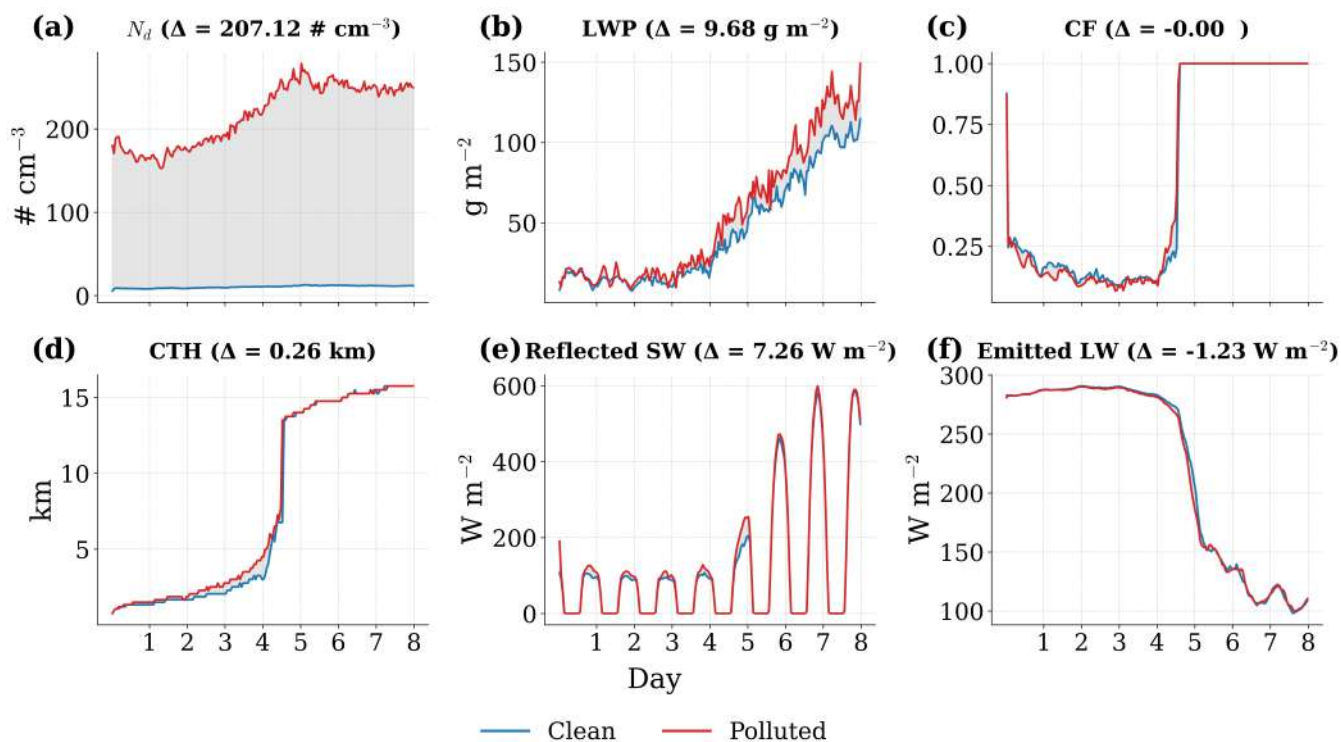 (a) N_d (Δ = 207.12 # cm⁻³)
# cm⁻³
200
100
0
(b) LWP (Δ = 9.68 g m⁻²)
g m⁻²
150
100
50
(c) CF (Δ = -0.00 )
1.00
0.75
0.50
0.25
(d) CTH (Δ = 0.26 km)
km
15
10
5
1 2 3 4 5 6 7 8
(e) Reflected SW (Δ = 7.26 W m⁻²)
W m⁻²
600
400
200
0
1 2 3 4 5 6 7 8
Day
(f) Emitted LW (Δ = -1.23 W m⁻²)
W m⁻²
300
250
200
150
100
1 2 3 4 5 6 7 8
Clean Polluted